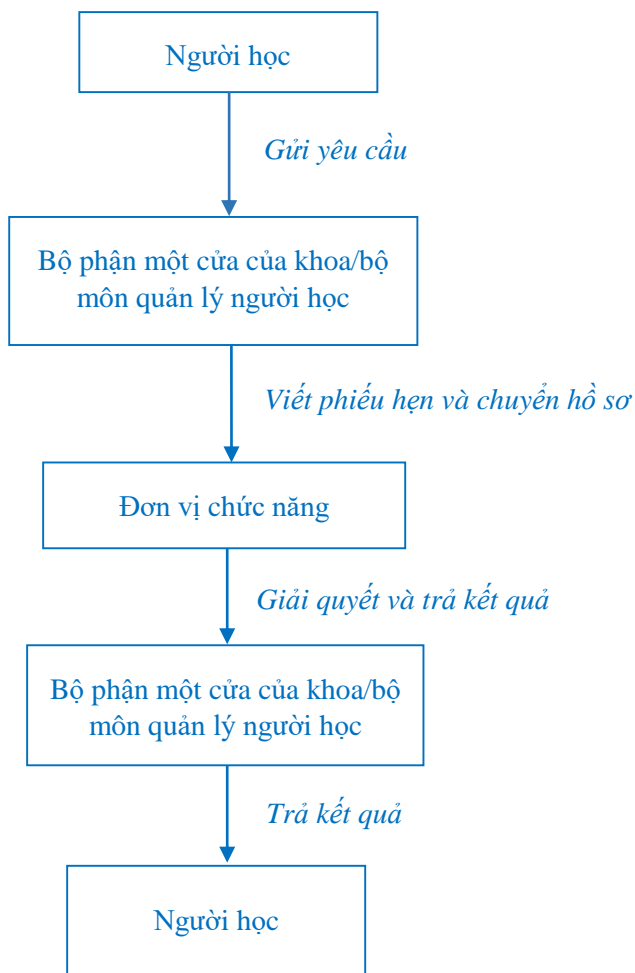 Người học
Gửi yêu cầu
Bộ phận một cửa của khoa/bộ
môn quản lý người học
Viết phiếu hẹn và chuyển hồ sơ
Đơn vị chức năng
Giải quyết và trả kết quả
Bộ phận một cửa của khoa/bộ
môn quản lý người học
Trả kết quả
Người học